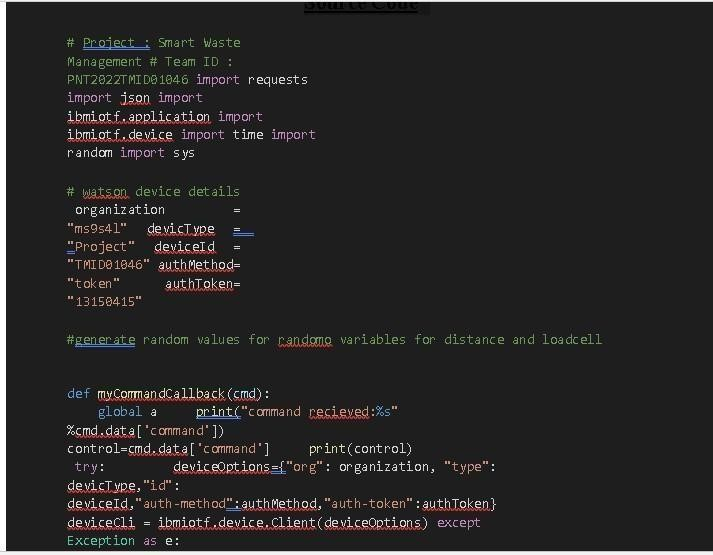 Source Code
# Project : Smart Waste
Management # Team ID :
PNT2022TMID01046 import requests
import json import
ibmiotf.application import
ibmiotf.device import time import
random import sys
# watson device details
organization =
"ms9s4l" devicType =
"Project" deviceId =
"TMID01046" authMethod=
"token" authToken=
"13150415"
#generate random values for randomo variables for distance and loadcell
def myCommandCallback(cmd):
global a print("command recieved:%s"
%cmd.data['command'])
control=cmd.data['command'] print(control)
try: deviceOptions={"org": organization, "type":
devicType,"id":
deviceId,"auth-method":authMethod,"auth-token":authToken}
deviceCli = ibmiotf.device.Client(deviceOptions) except
Exception as e: